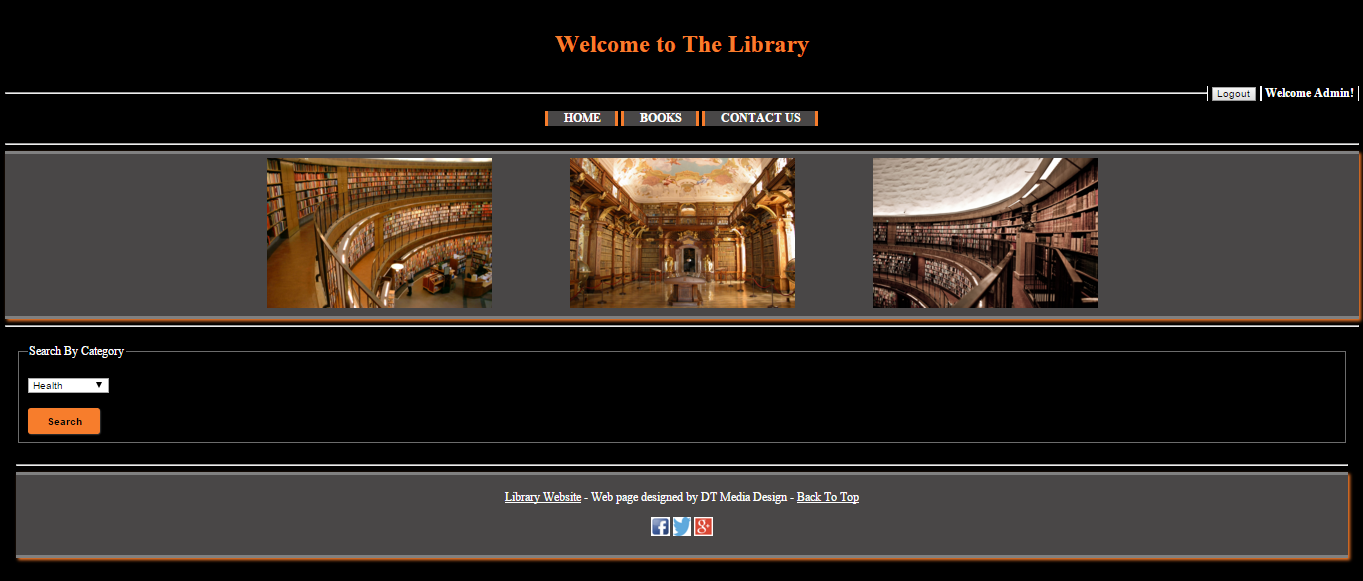 Welcome to The Library
Logout Welcome Admin!
HOME BOOKS CONTACT US
Search By Category
Health
Search
Library Website - Web page designed by DT Media Design - Back To Top